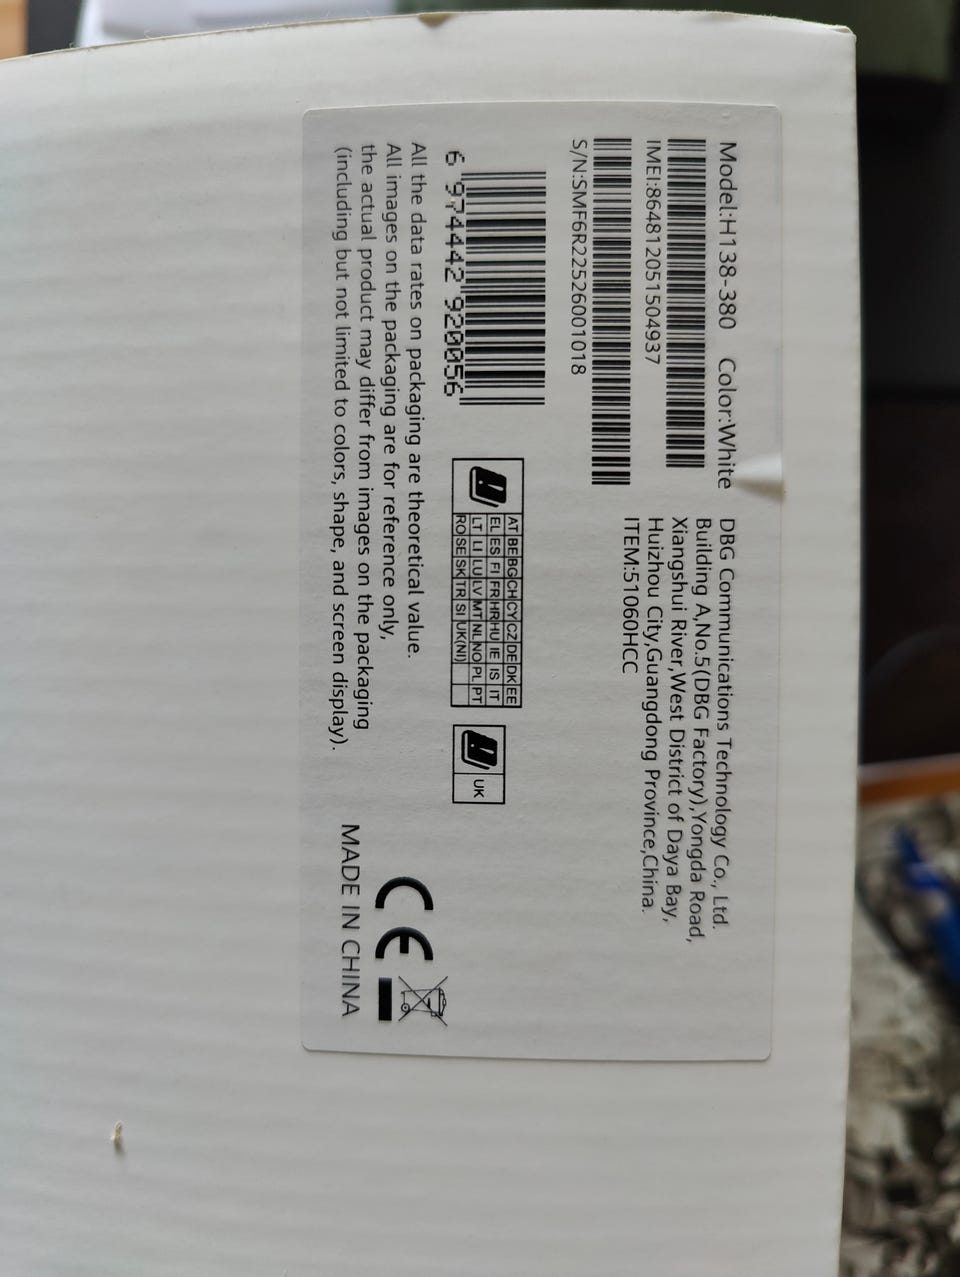 Model:H138-380 Color:White
IMEI:864812051504937
S/N:SMF6R22526001018
DBG Communications Technology Co., Ltd.
Building A,No.5(DBG Factory),Yongda Road,
Xiangshui River,West District of Daya Bay,
Huizhou City,Guangdong Province,China.
ITEM:51060HCC
6 974442 920056
AT BE BG CH CY CZ DE DK EE
EL ES FI FR HR HU IE IS IT
LT LI LU LV MT NL NO PL PT
RO SE SK TR SI UK(NI)
UK
All the data rates on packaging are theoretical value.
All images on the packaging are for reference only,
the actual product may differ from images on the packaging
(including but not limited to colors, shape, and screen display).
CE
MADE IN CHINA